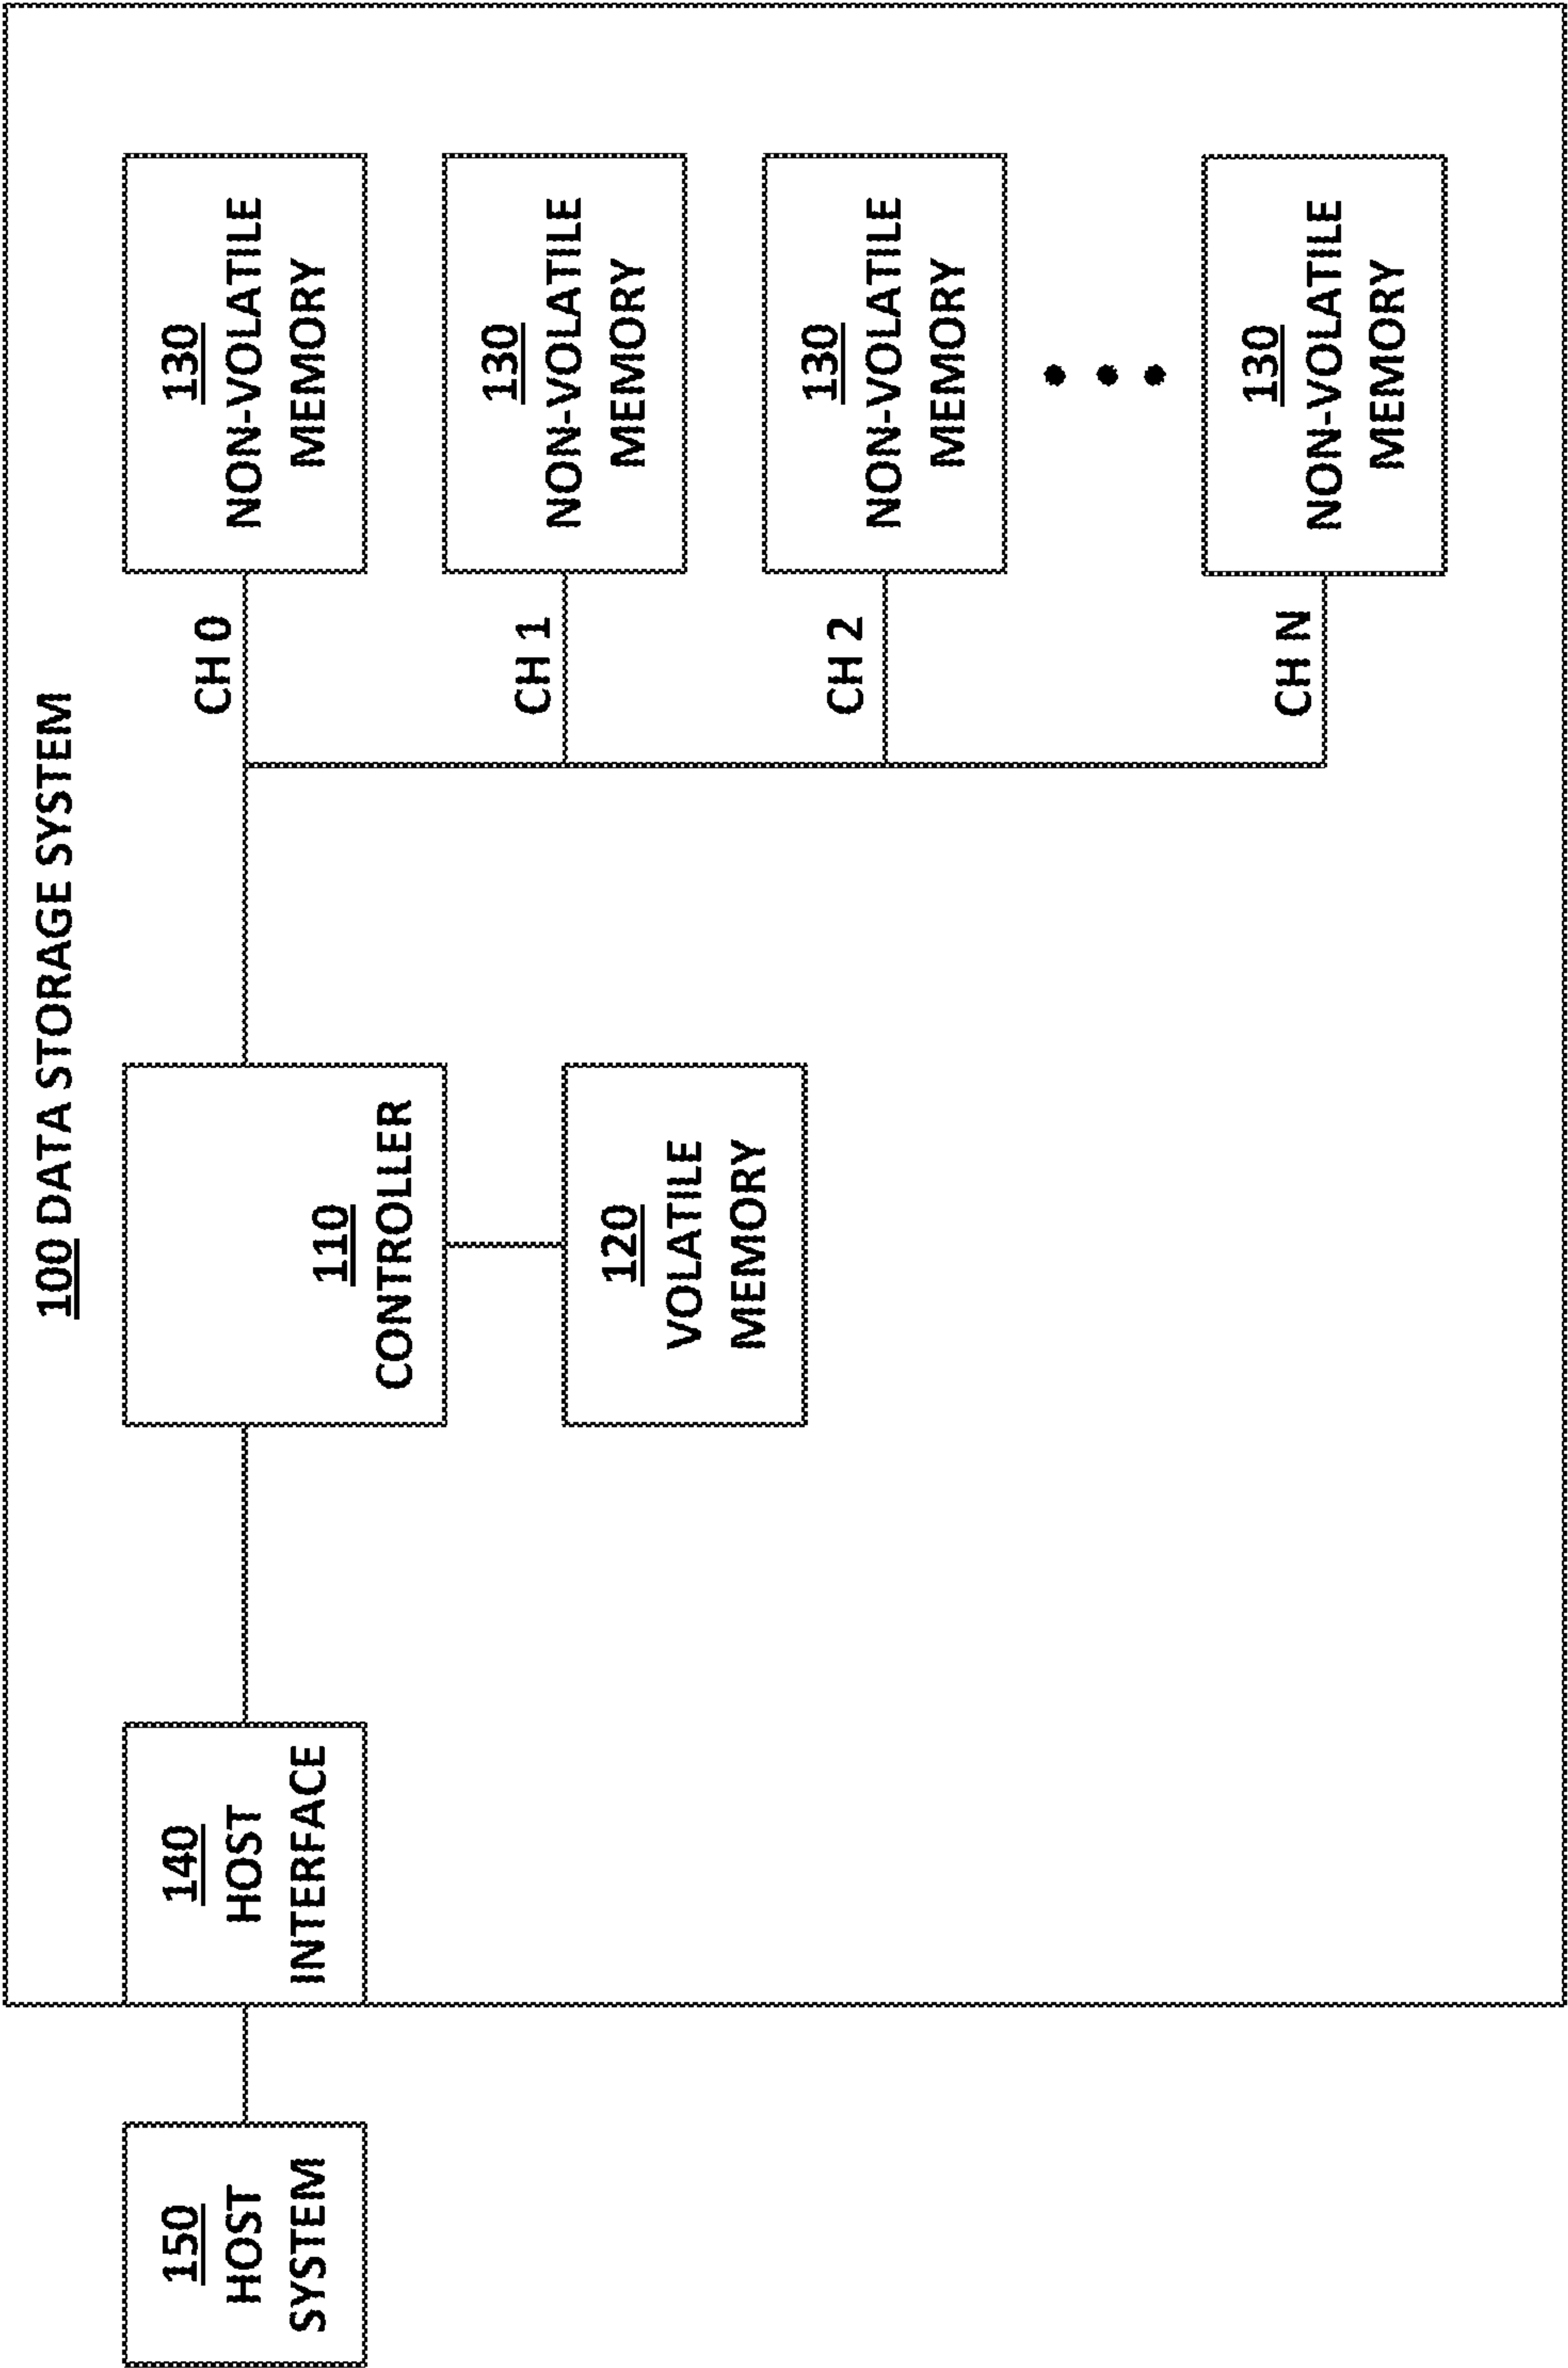 100 DATA STORAGE SYSTEM
150
HOST
SYSTEM
140
HOST
INTERFACE
110
CONTROLLER
120
VOLATILE
MEMORY
CH 0
130
NON-VOLATILE
MEMORY
CH 1
130
NON-VOLATILE
MEMORY
CH 2
130
NON-VOLATILE
MEMORY
CH N
130
NON-VOLATILE
MEMORY